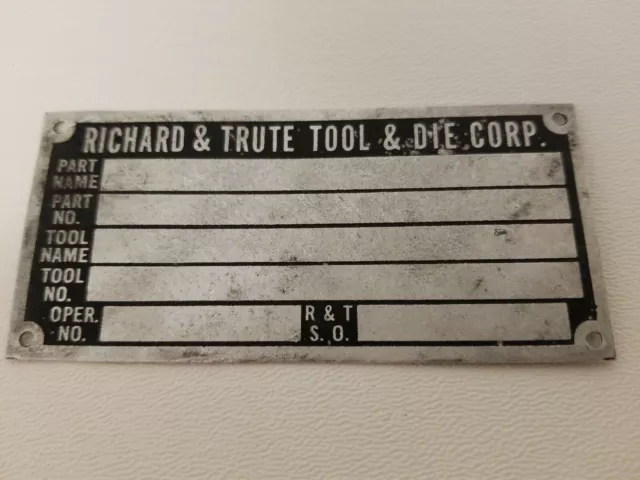 RICHARD & TRUTE TOOL & DIE CORP.
PART
NAME
PART
NO.
TOOL
NAME
TOOL
NO.
OPER. R & T
NO. S. O.